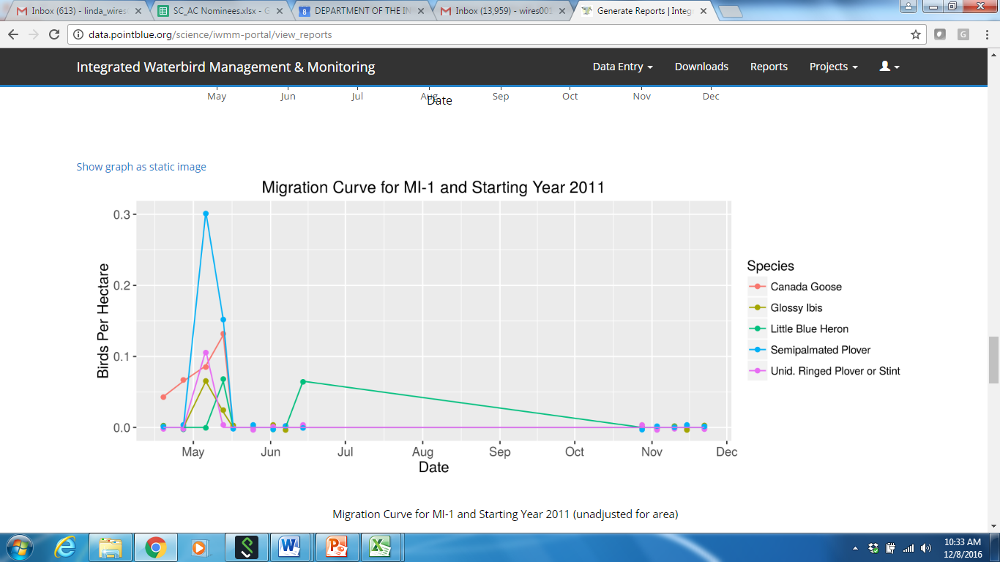 Inbox (613) - linda_wires
SC_AC Nominees.xlsx - G
8 DEPARTMENT OF THE IN
Inbox (13,959) - wires001
Generate Reports | Integ
data.pointblue.org/science/iwmm-portal/view_reports
G
Integrated Waterbird Management & Monitoring
Data Entry Downloads Reports Projects
May Jun Jul Aug Sep Oct Nov Dec
Date
Show graph as static image
Migration Curve for MI-1 and Starting Year 2011
Birds Per Hectare
0.3
0.2
0.1
0.0
May Jun Jul Aug Sep Oct Nov Dec
Date
Species
Canada Goose
Glossy Ibis
Little Blue Heron
Semipalmated Plover
Unid. Ringed Plover or Stint
Migration Curve for MI-1 and Starting Year 2011 (unadjusted for area)
10:33 AM
12/8/2016